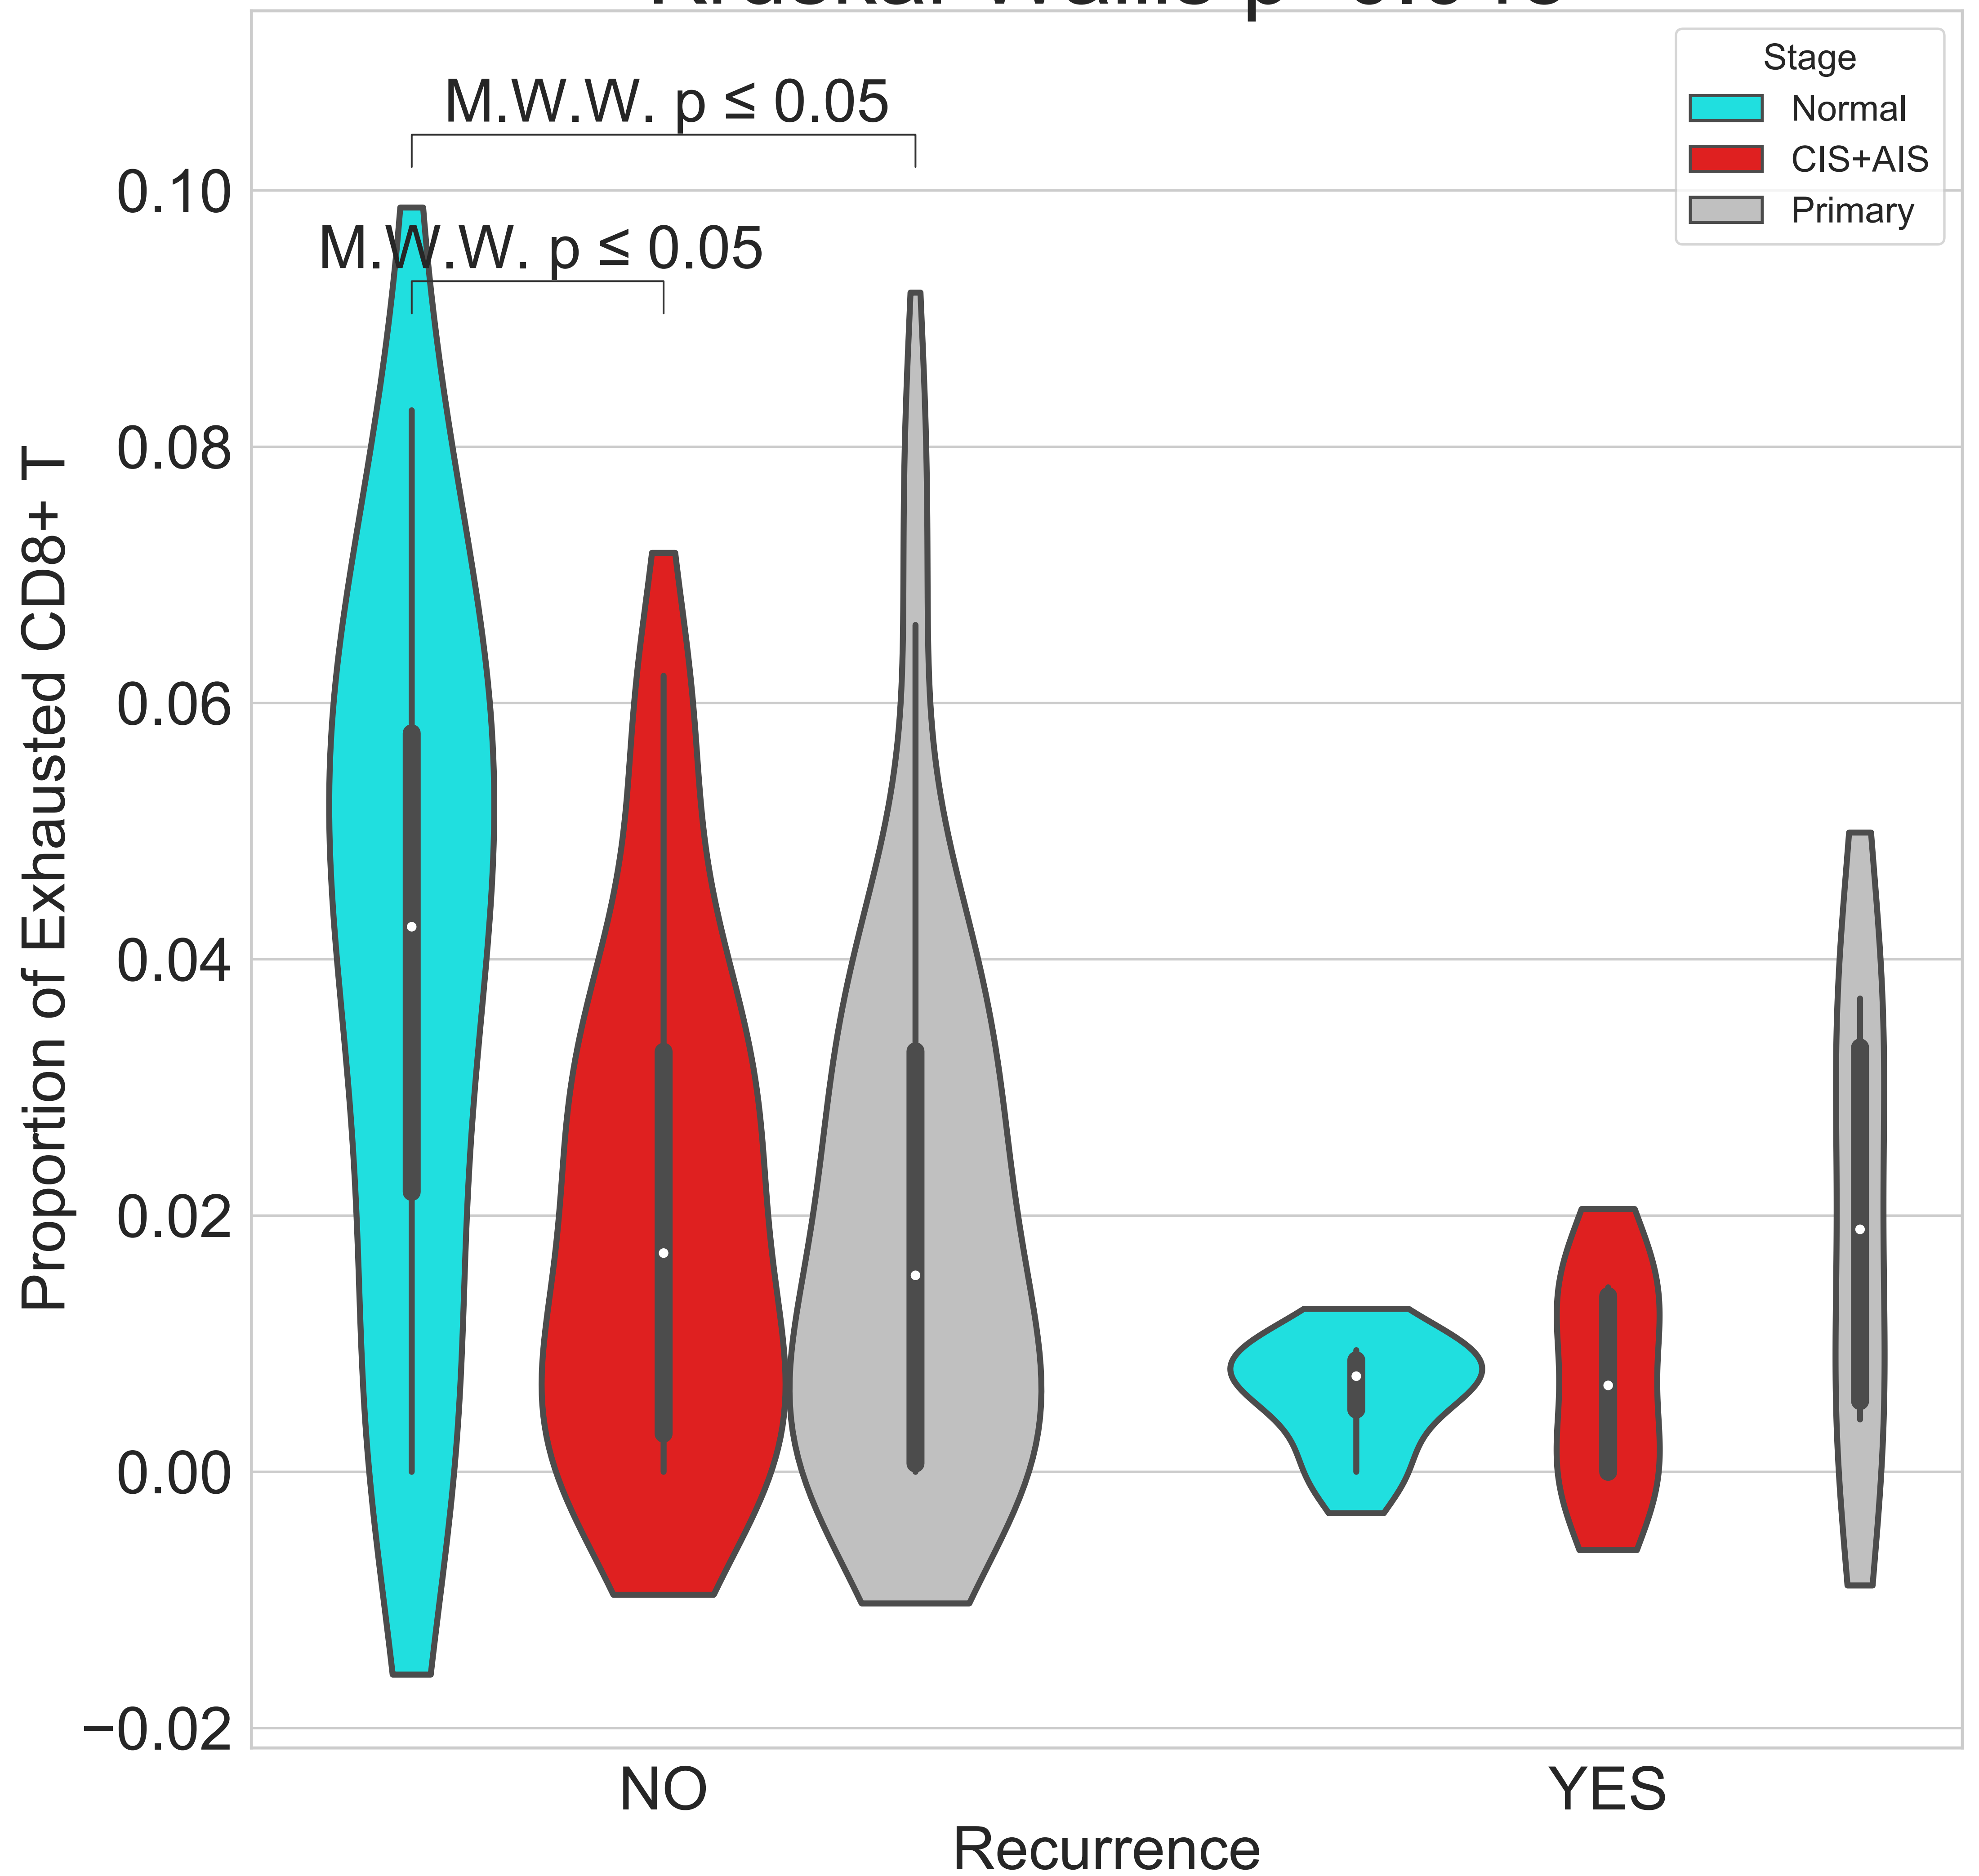 M.W.W. p ≤ 0.05
M.W.W. p ≤ 0.05
Stage
Normal
CIS+AIS
Primary
Proportion of Exhausted CD8+ T
0.10
0.08
0.06
0.04
0.02
0.00
−0.02
NO
YES
Recurrence